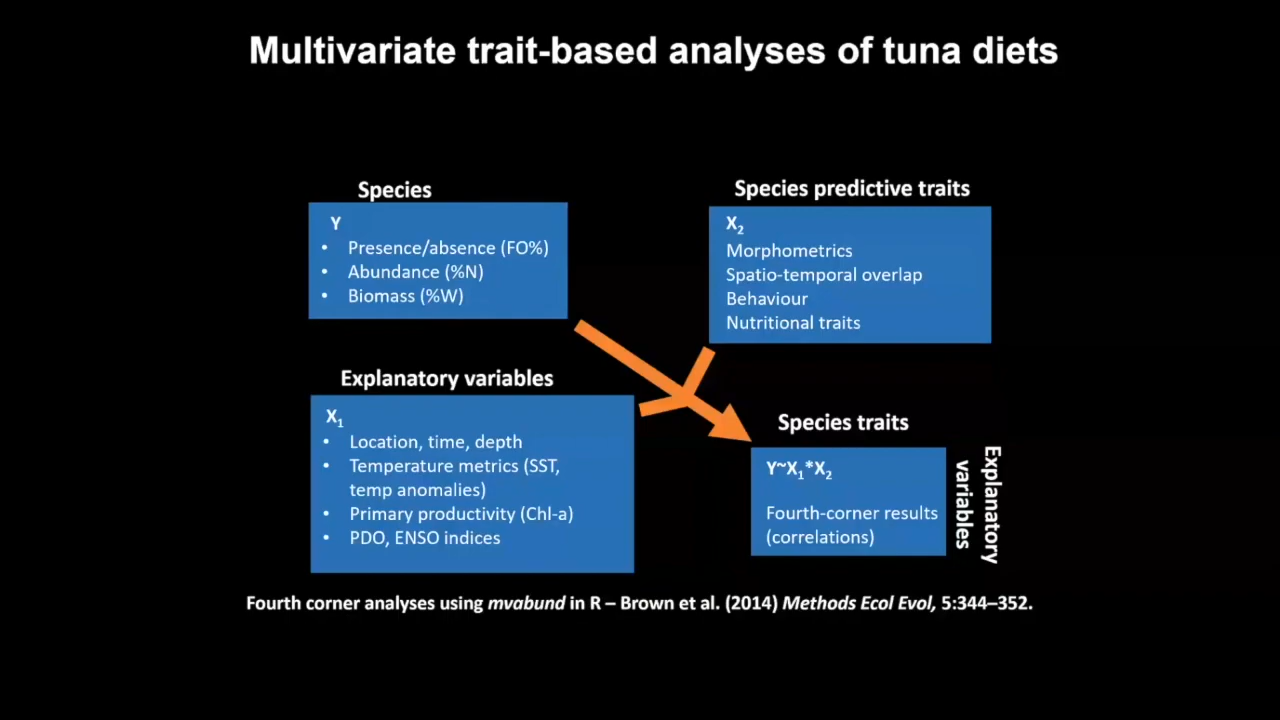 Multivariate trait-based analyses of tuna diets
Species
Y
• Presence/absence (FO%)
• Abundance (%N)
• Biomass (%W)
Species predictive traits
X₂
Morphometrics
Spatio-temporal overlap
Behaviour
Nutritional traits
Explanatory variables
X₁
• Location, time, depth
• Temperature metrics (SST,
temp anomalies)
• Primary productivity (Chl-a)
• PDO, ENSO indices
Species traits
Y~X₁*X₂
Fourth-corner results
(correlations)
Explanatory
variables
Fourth corner analyses using mvabund in R – Brown et al. (2014) Methods Ecol Evol, 5:344–352.